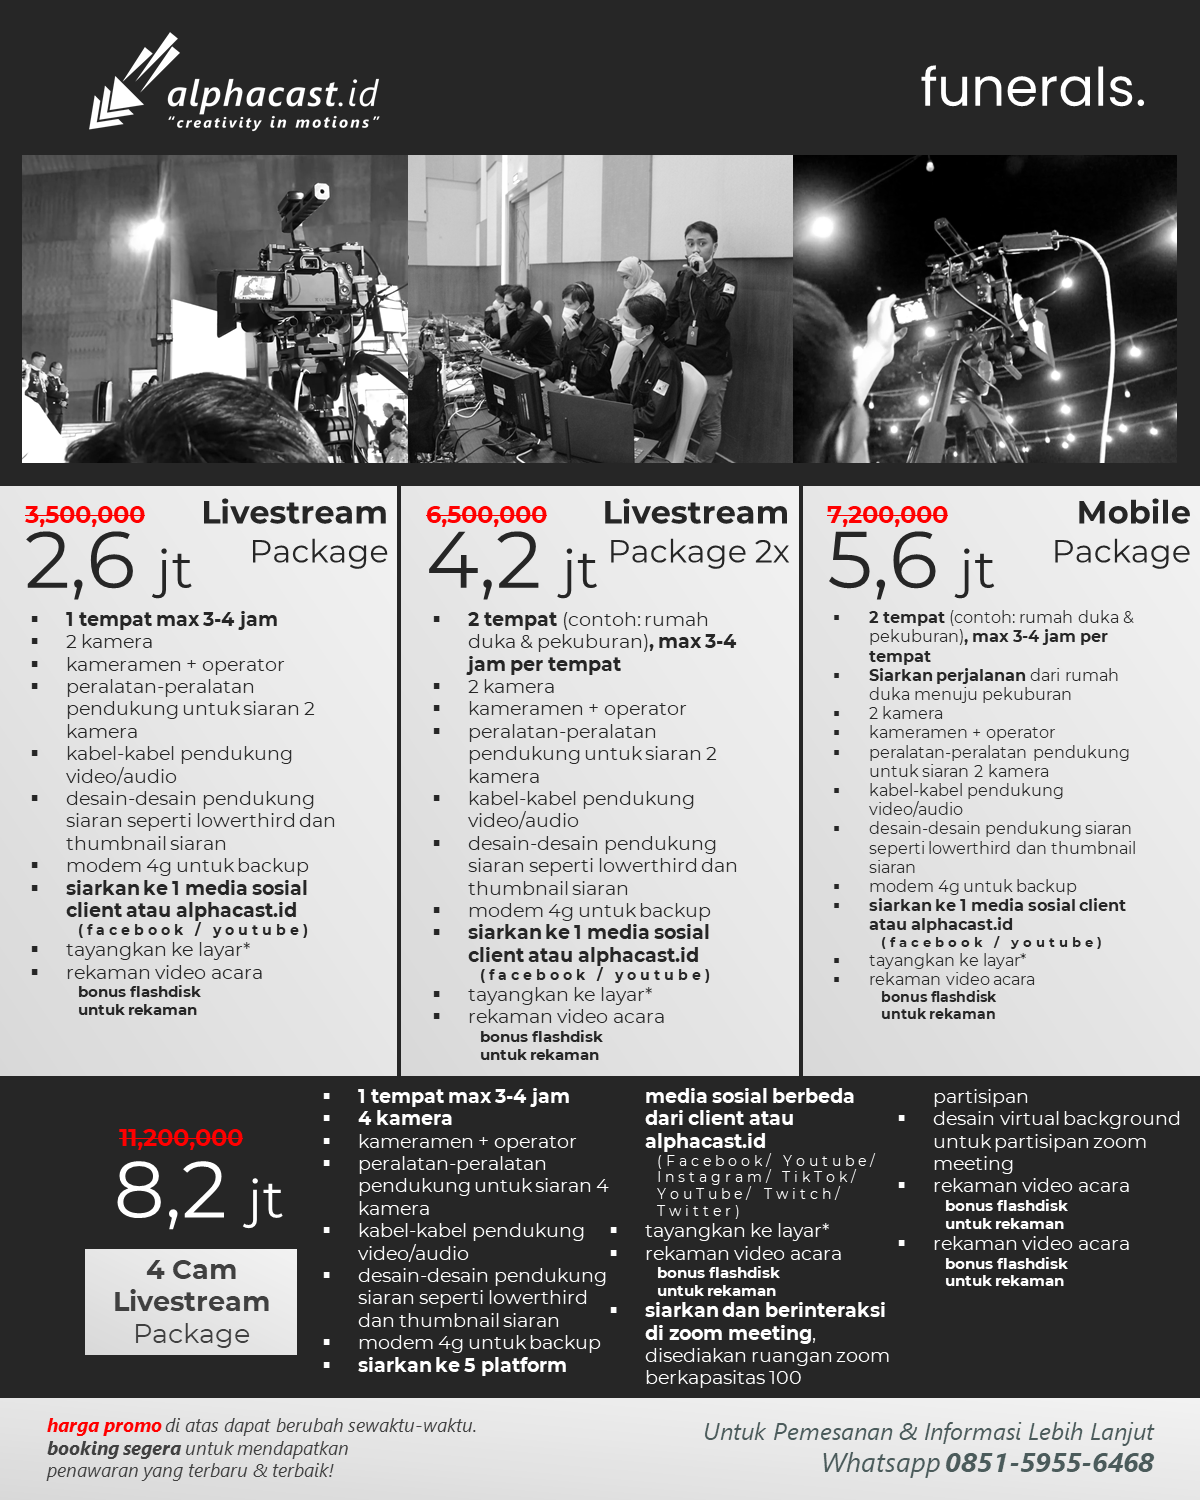 alphacast.id
"creativity in motions"
funerals.
3,500,000
2,6 jt
Livestream
Package
1 tempat max 3-4 jam
2 kamera
kameramen + operator
peralatan-peralatan
pendukung untuk siaran 2
kamera
kabel-kabel pendukung
video/audio
desain-desain pendukung
siaran seperti lowerthird dan
thumbnail siaran
modem 4g untuk backup
siarkan ke 1 media sosial
client atau alphacast.id
(facebook / youtube)
tayangkan ke layar*
rekaman video acara
bonus flashdisk
untuk rekaman
6,500,000
4,2 jt
Livestream
Package 2x
2 tempat (contoh: rumah
duka & pekuburan), max 3-4
jam per tempat
2 kamera
kameramen + operator
peralatan-peralatan
pendukung untuk siaran 2
kamera
kabel-kabel pendukung
video/audio
desain-desain pendukung
siaran seperti lowerthird dan
thumbnail siaran
modem 4g untuk backup
siarkan ke 1 media sosial
client atau alphacast.id
(facebook / youtube)
tayangkan ke layar*
rekaman video acara
bonus flashdisk
untuk rekaman
7,200,000
5,6 jt
Mobile
Package
2 tempat (contoh: rumah duka &
pekuburan), max 3-4 jam per
tempat
Siarkan perjalanan dari rumah
duka menuju pekuburan
2 kamera
kameramen + operator
peralatan-peralatan pendukung
untuk siaran 2 kamera
kabel-kabel pendukung
video/audio
desain-desain pendukung siaran
seperti lowerthird dan thumbnail
siaran
modem 4g untuk backup
siarkan ke 1 media sosial client
atau alphacast.id
(facebook / youtube)
tayangkan ke layar*
rekaman video acara
bonus flashdisk
untuk rekaman
11,200,000
8,2 jt
4 Cam
Livestream
Package
1 tempat max 3-4 jam
4 kamera
kameramen + operator
peralatan-peralatan
pendukung untuk siaran 4
kamera
kabel-kabel pendukung
video/audio
desain-desain pendukung
siaran seperti lowerthird
dan thumbnail siaran
modem 4g untuk backup
siarkan ke 5 platform
media sosial berbeda
dari client atau
alphacast.id
(Facebook/ Youtube/
Instagram/ TikTok/
YouTube/ Twitch/
Twitter)
tayangkan ke layar*
rekaman video acara
bonus flashdisk
untuk rekaman
siarkan dan berinteraksi
di zoom meeting,
disediakan ruangan zoom
berkapasitas 100
partisipan
desain virtual background
untuk partisipan zoom
meeting
rekaman video acara
bonus flashdisk
untuk rekaman
rekaman video acara
bonus flashdisk
untuk rekaman
harga promo di atas dapat berubah sewaktu-waktu.
booking segera untuk mendapatkan
penawaran yang terbaru & terbaik!
Untuk Pemesanan & Informasi Lebih Lanjut
Whatsapp 0851-5955-6468